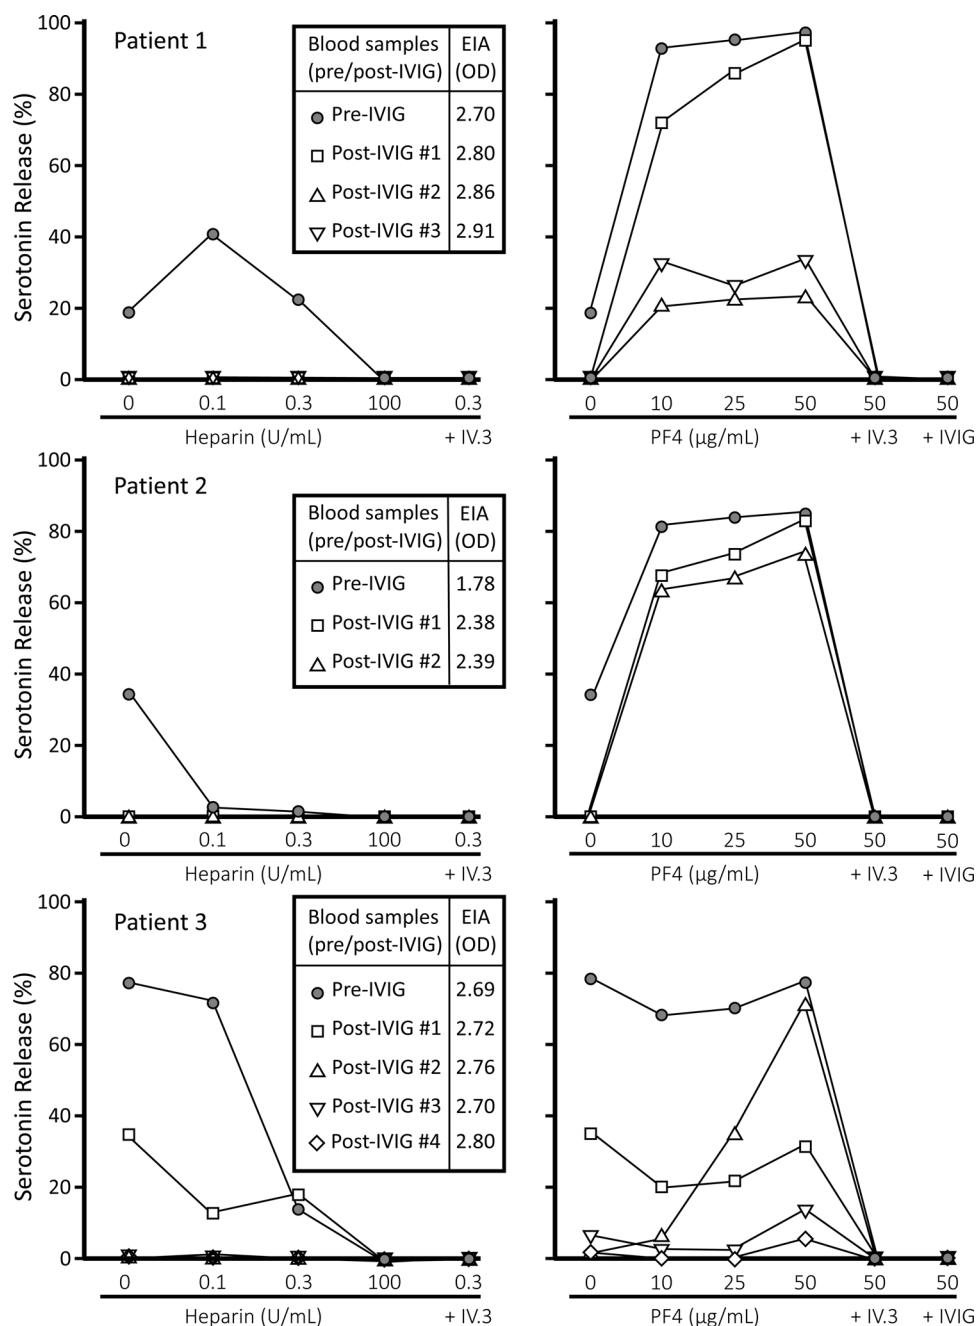 Patient 1
Serotonin Release (%)
100
80
60
40
20
0
Blood samples (pre/post-IVIG) EIA (OD)
Pre-IVIG 2.70
Post-IVIG #1 2.80
Post-IVIG #2 2.86
Post-IVIG #3 2.91
0 0.1 0.3 100 0.3
Heparin (U/mL) + IV.3
0 10 25 50 50 50
PF4 (µg/mL) + IV.3 + IVIG
Patient 2
Serotonin Release (%)
100
80
60
40
20
0
Blood samples (pre/post-IVIG) EIA (OD)
Pre-IVIG 1.78
Post-IVIG #1 2.38
Post-IVIG #2 2.39
0 0.1 0.3 100 0.3
Heparin (U/mL) + IV.3
0 10 25 50 50 50
PF4 (µg/mL) + IV.3 + IVIG
Patient 3
Serotonin Release (%)
100
80
60
40
20
0
Blood samples (pre/post-IVIG) EIA (OD)
Pre-IVIG 2.69
Post-IVIG #1 2.72
Post-IVIG #2 2.76
Post-IVIG #3 2.70
Post-IVIG #4 2.80
0 0.1 0.3 100 0.3
Heparin (U/mL) + IV.3
0 10 25 50 50 50
PF4 (µg/mL) + IV.3 + IVIG